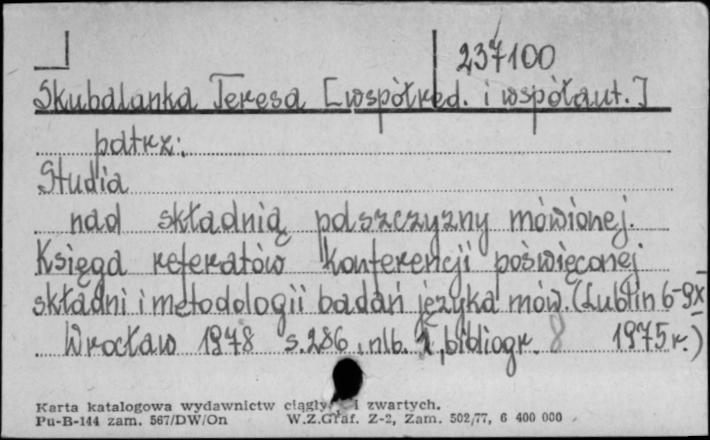 237100
Skubalanka Teresa [współred. i współaut.]
patrz:
Studia
nad składnią polszczyzny mówionej.
Księga referatów konferencji poświęconej
składni i metodologii badań języka mów. (Lublin 6-9X
Wrocław 1978 s. 286, nlb. 2, bibliogr. 8 1975 r.)
Karta katalogowa wydawnictw ciągłych i zwartych.
Pu-B-144 zam. 567/DW/On W.Z.Graf. Z-2, Zam. 502/77, 6 400 000